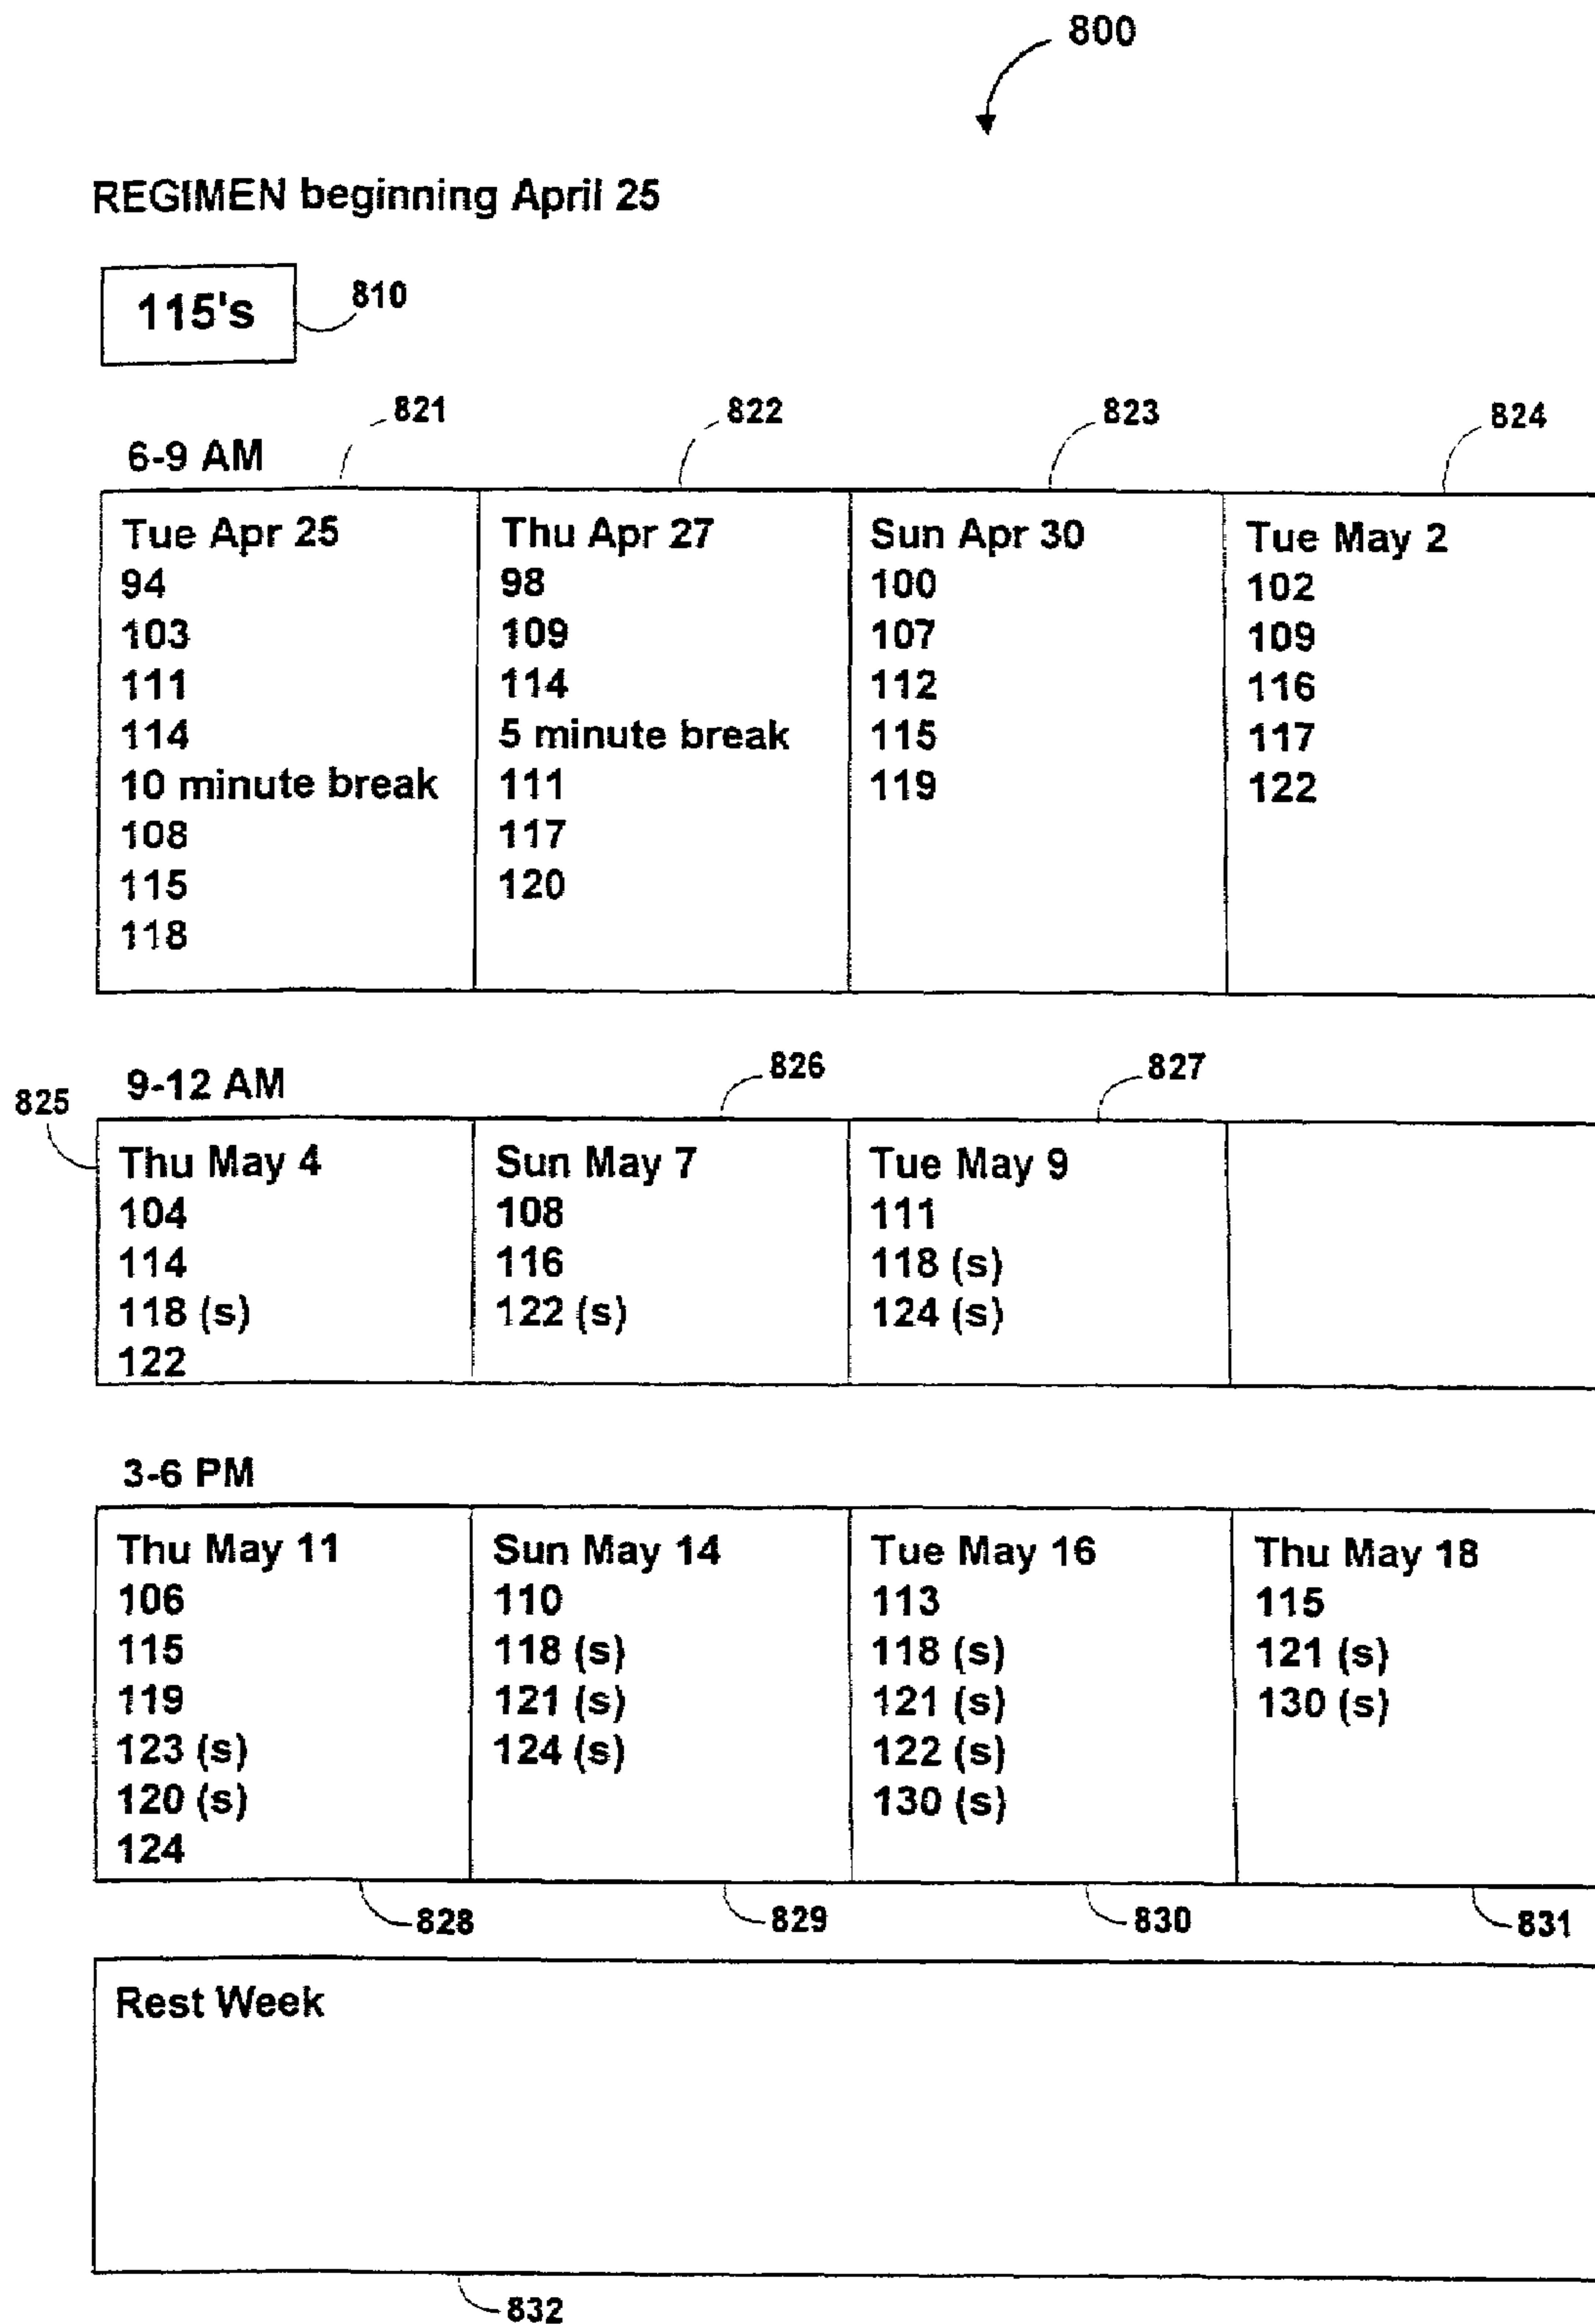 800
REGIMEN beginning April 25
115's
810
821
822
823
824
6-9 AM
Tue Apr 25
94
103
111
114
10 minute break
108
115
118
Thu Apr 27
98
109
114
5 minute break
111
117
120
Sun Apr 30
100
107
112
115
119
Tue May 2
102
109
116
117
122
825
9-12 AM
826
827
Thu May 4
104
114
118 (s)
122
Sun May 7
108
116
122 (s)
Tue May 9
111
118 (s)
124 (s)
3-6 PM
Thu May 11
106
115
119
123 (s)
120 (s)
124
Sun May 14
110
118 (s)
121 (s)
124 (s)
Tue May 16
113
118 (s)
121 (s)
122 (s)
130 (s)
Thu May 18
115
121 (s)
130 (s)
828
829
830
831
Rest Week
832